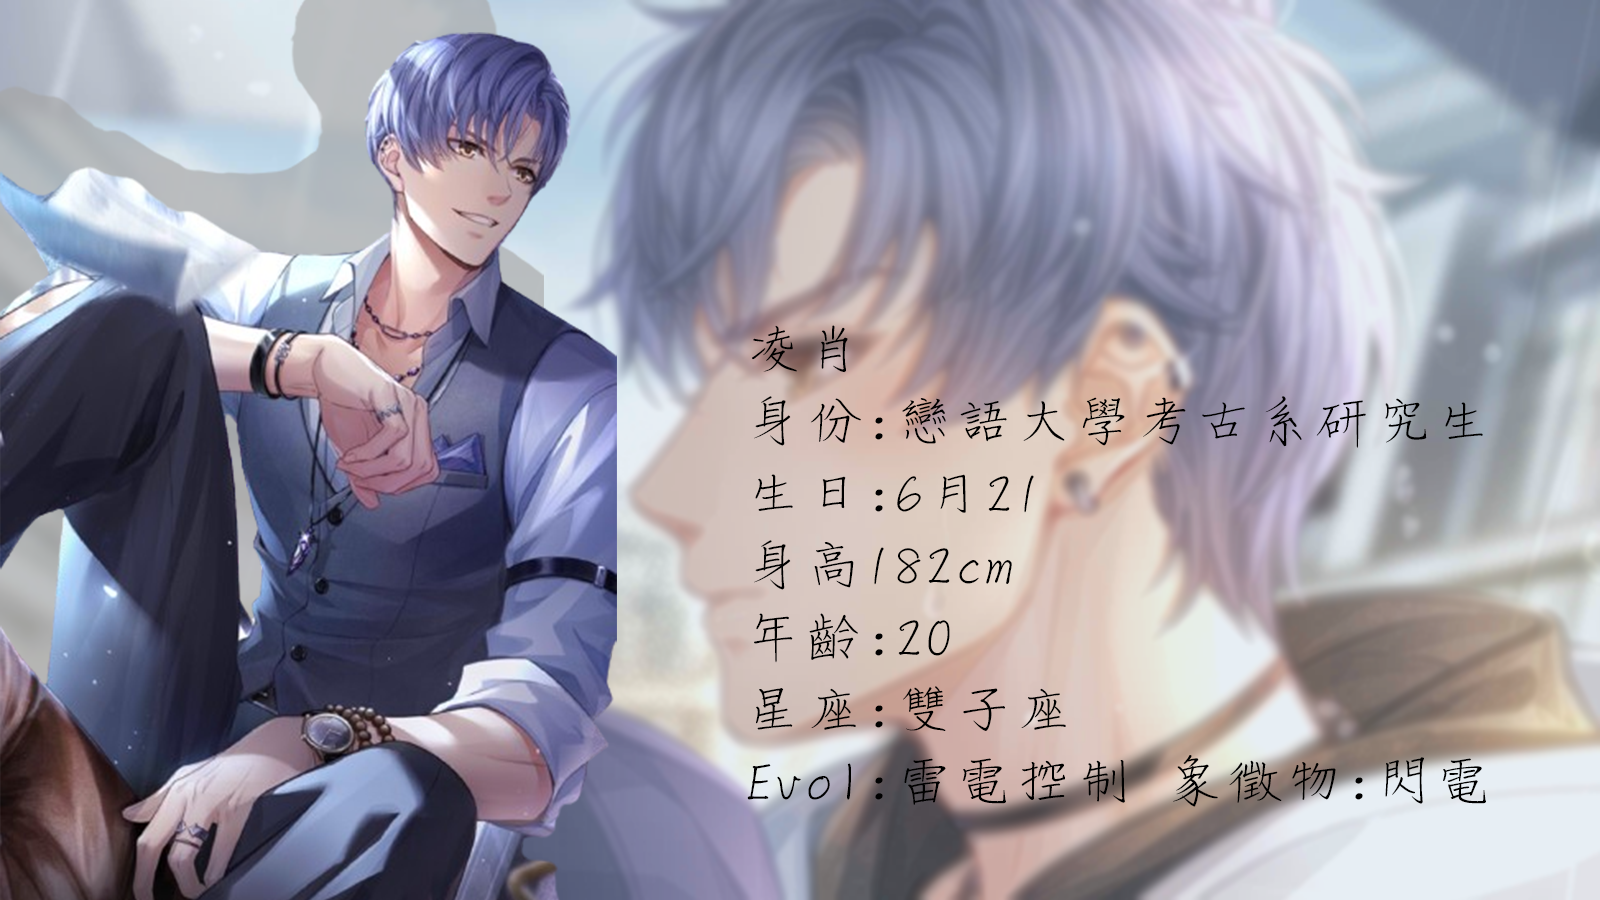 凌肖
身份:戀語大學考古系研究生
生日:6月21
身高182cm
年齡:20
星座:雙子座
Evol:雷電控制 象徵物:閃電